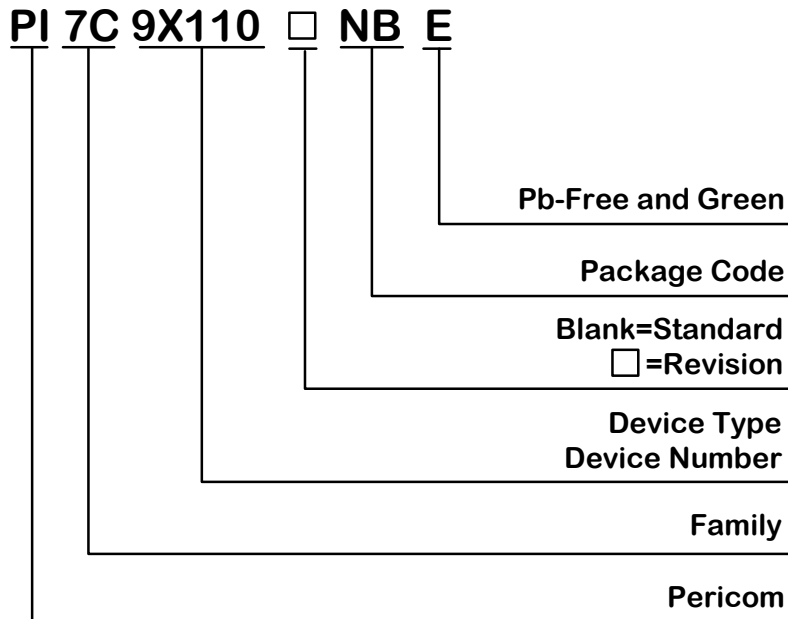 PI 7C 9X110 □ NB E
Pb-Free and Green
Package Code
Blank=Standard
□=Revision
Device Type
Device Number
Family
Pericom